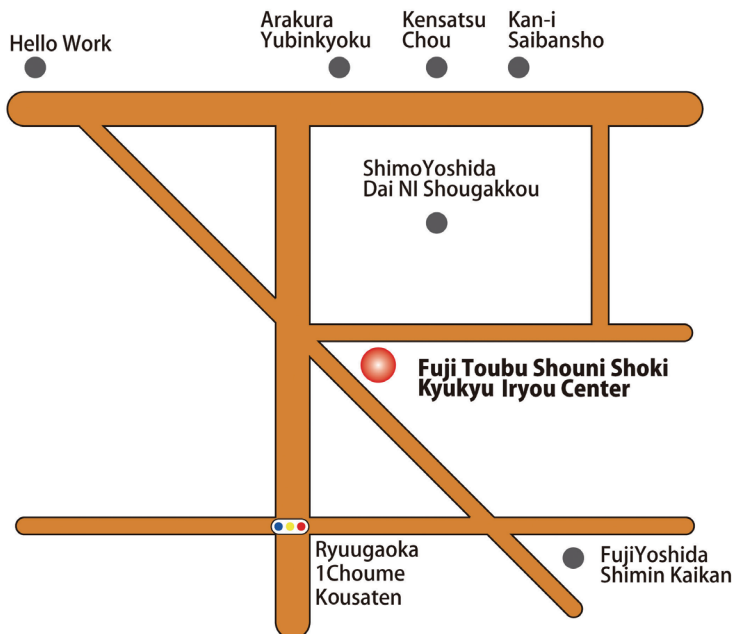 Hello Work
Arakura
Yubinkyoku
Kensatsu
Chou
Kan-i
Saibansho
ShimoYoshida
Dai NI Shougakkou
Fuji Toubu Shouni Shoki
Kyukyu Iryou Center
Ryuugaoka
1Choume
Kousaten
FujiYoshida
Shimin Kaikan